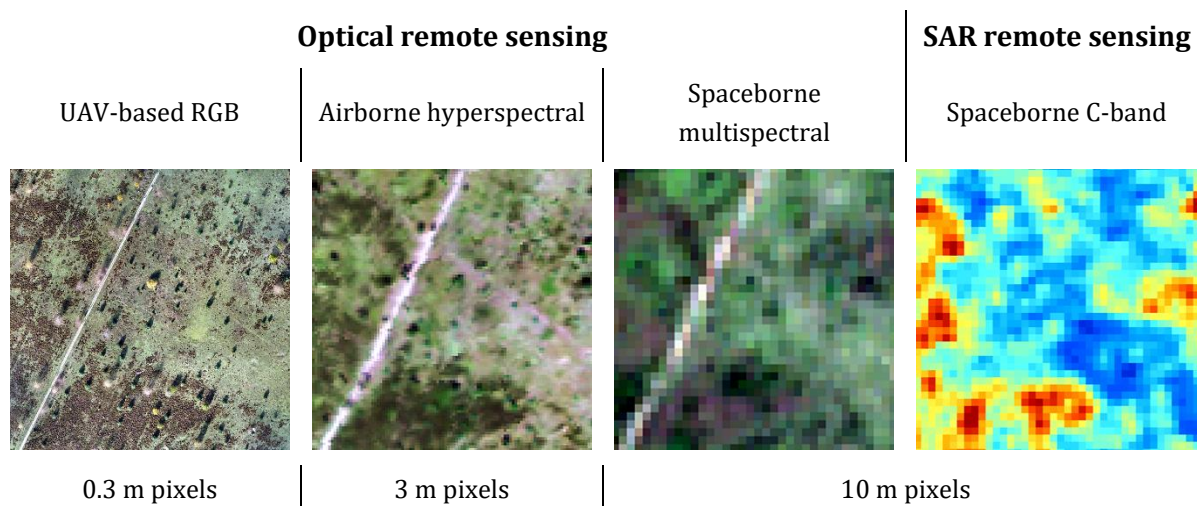 Optical remote sensing
SAR remote sensing
UAV-based RGB
Airborne hyperspectral
Spaceborne
multispectral
Spaceborne C-band
0.3 m pixels
3 m pixels
10 m pixels